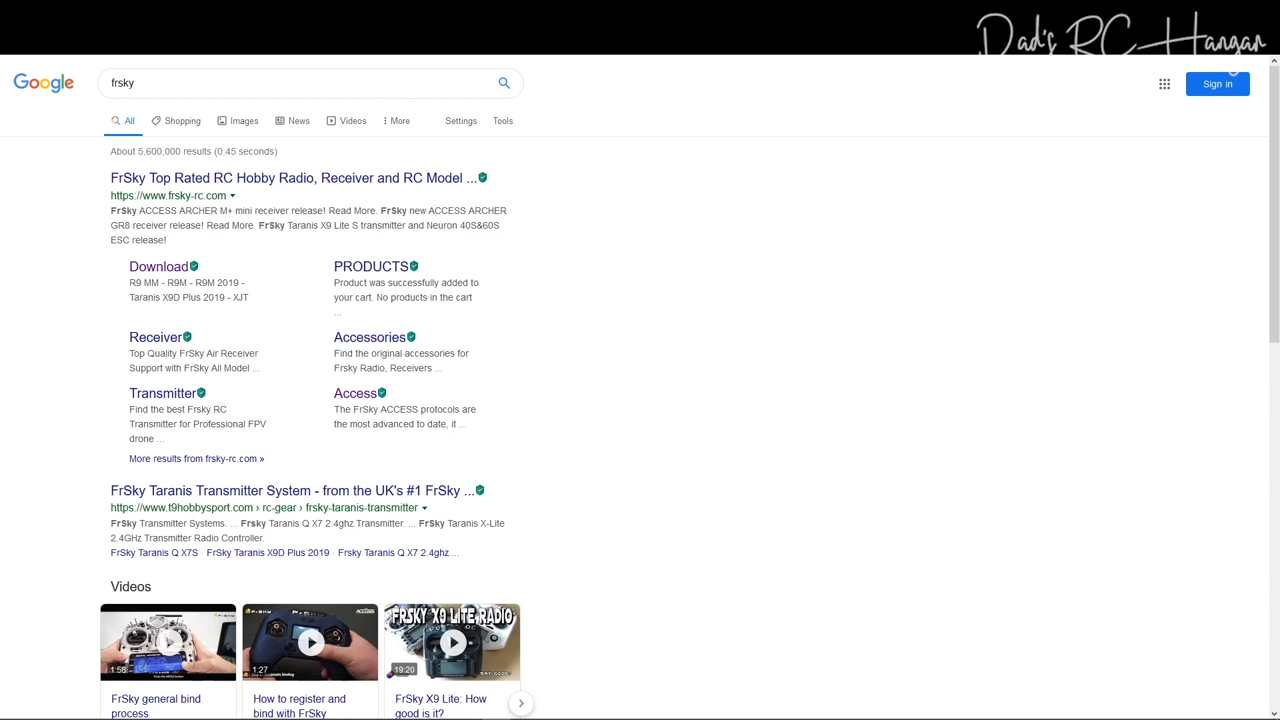 Dad's RC Hangar
Google
frsky
Sign in
All Shopping Images News Videos More Settings Tools
About 5,600,000 results (0.45 seconds)
FrSky Top Rated RC Hobby Radio, Receiver and RC Model ...
https://www.frsky-rc.com
FrSky ACCESS ARCHER M+ mini receiver release! Read More. FrSky new ACCESS ARCHER
GR8 receiver release! Read More. FrSky Taranis X9 Lite S transmitter and Neuron 40S&60S
ESC release!
Download
R9 MM - R9M - R9M 2019 -
Taranis X9D Plus 2019 - XJT
PRODUCTS
Product was successfully added to
your cart. No products in the cart
...
Receiver
Top Quality FrSky Air Receiver
Support with FrSky All Model ...
Accessories
Find the original accessories for
Frsky Radio, Receivers ...
Transmitter
Find the best Frsky RC
Transmitter for Professional FPV
drone ...
Access
The FrSky ACCESS protocols are
the most advanced to date, it ...
More results from frsky-rc.com »
FrSky Taranis Transmitter System - from the UK's #1 FrSky ...
https://www.t9hobbysport.com › rc-gear › frsky-taranis-transmitter
FrSky Transmitter Systems. ... Frsky Taranis Q X7 2.4ghz Transmitter. ... FrSky Taranis X-Lite
2.4GHz Transmitter Radio Controller.
FrSky Taranis Q X7S · FrSky Taranis X9D Plus 2019 · Frsky Taranis Q X7 2.4ghz ...
Videos
1:58
FrSky general bind
process
ACCESS
1:27
How to register and
bind with FrSky
FRSKY X9 LITE RADIO
19:20
FrSky X9 Lite: How
good is it?